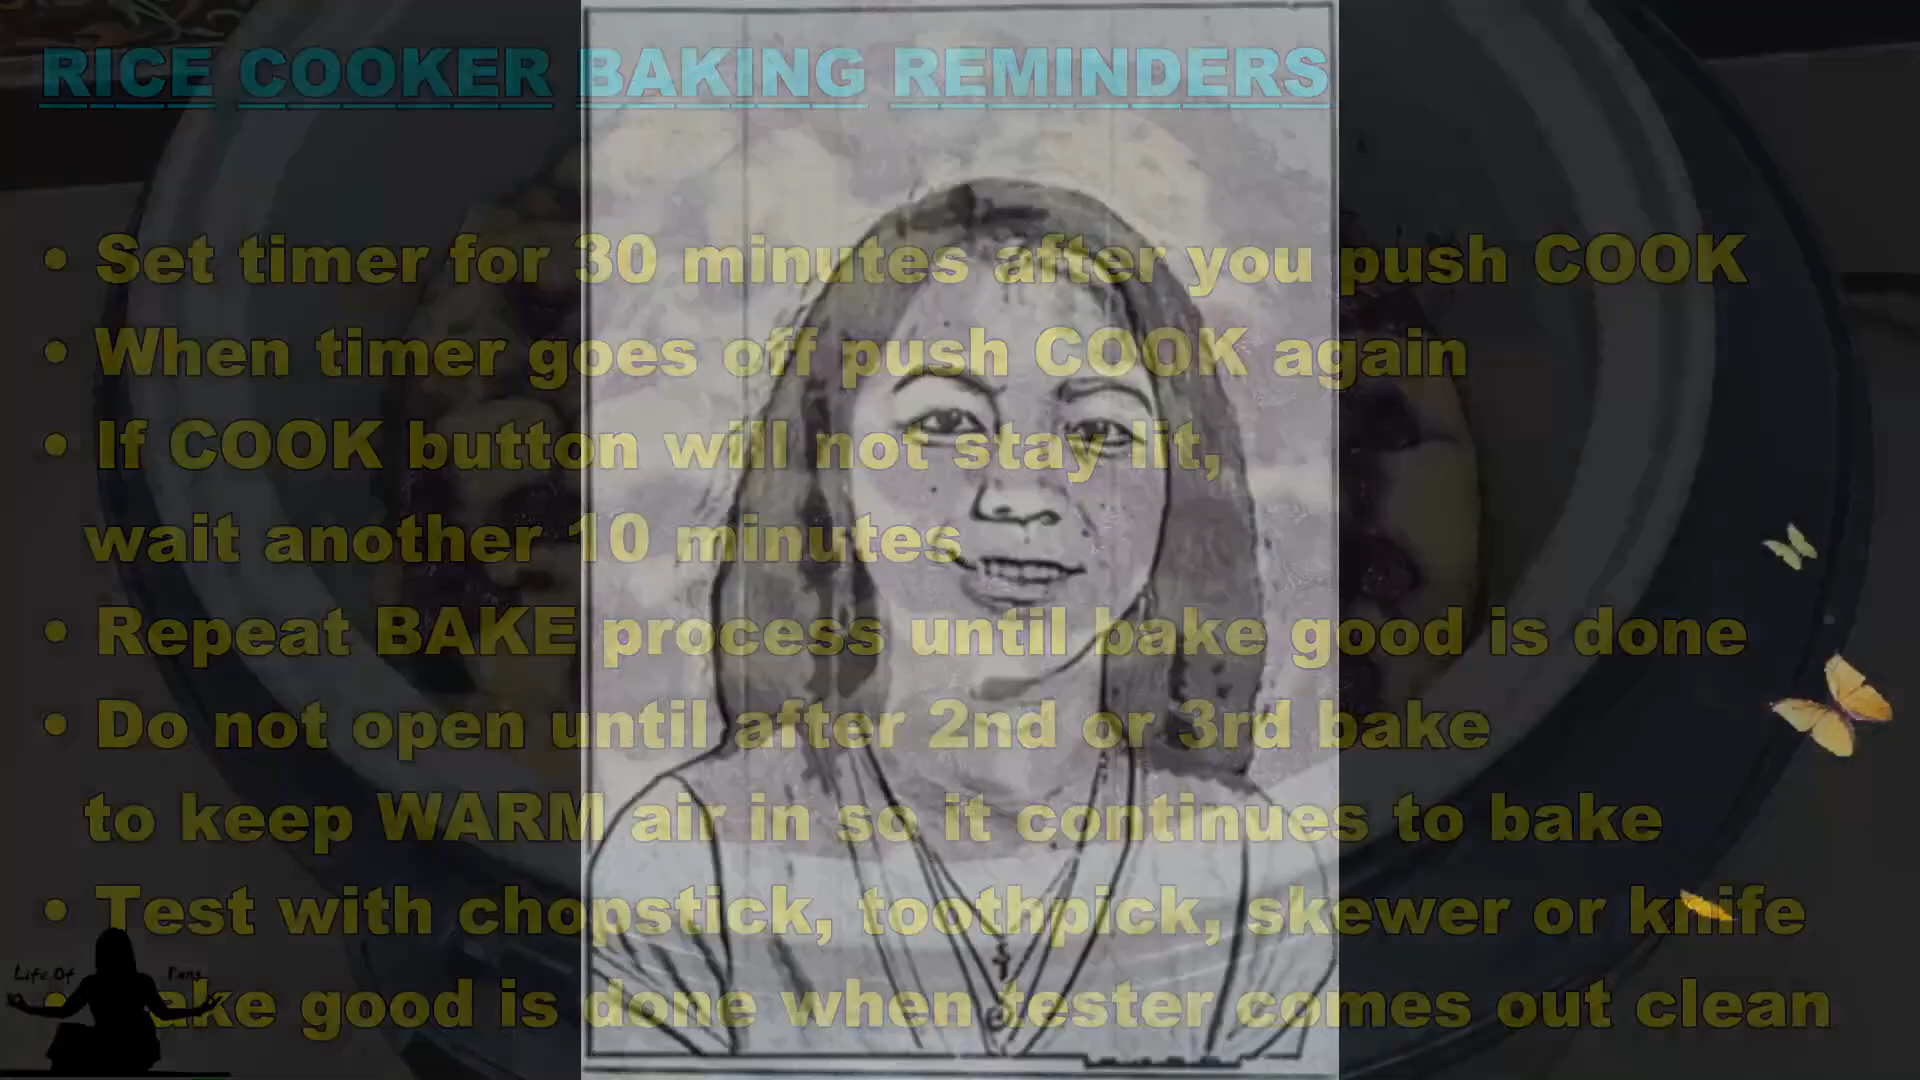 RICE COOKER BAKING REMINDERS
• Set timer for 30 minutes after you push COOK
• When timer goes off push COOK again
• If COOK button will not stay lit,
wait another 10 minutes
• Repeat BAKE process until bake good is done
• Do not open until after 2nd or 3rd bake
to keep WARM air in so it continues to bake
• Test with chopstick, toothpick, skewer or knife
Life Of
• Bake good is done when tester comes out clean